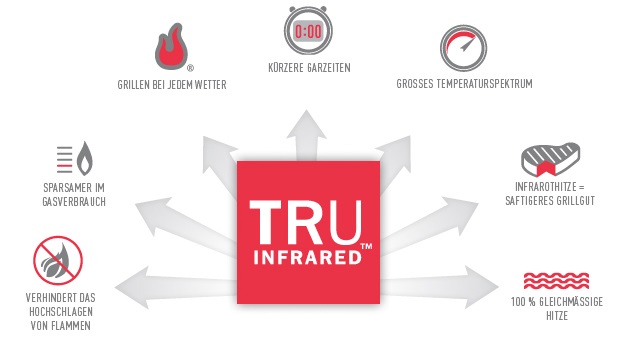 0:00
®
GRILLEN BEI JEDEM WETTER
KÜRZERE GARZEITEN
GROSSES TEMPERATURSPEKTRUM
SPARSAMER IM
GASVERBRAUCH
INFRAROTHITZE =
SAFTIGERES GRILLGUT
TRU
INFRARED™
VERHINDERT DAS
HOCHSCHLAGEN
VON FLAMMEN
100 % GLEICHMÄSSIGE
HITZE